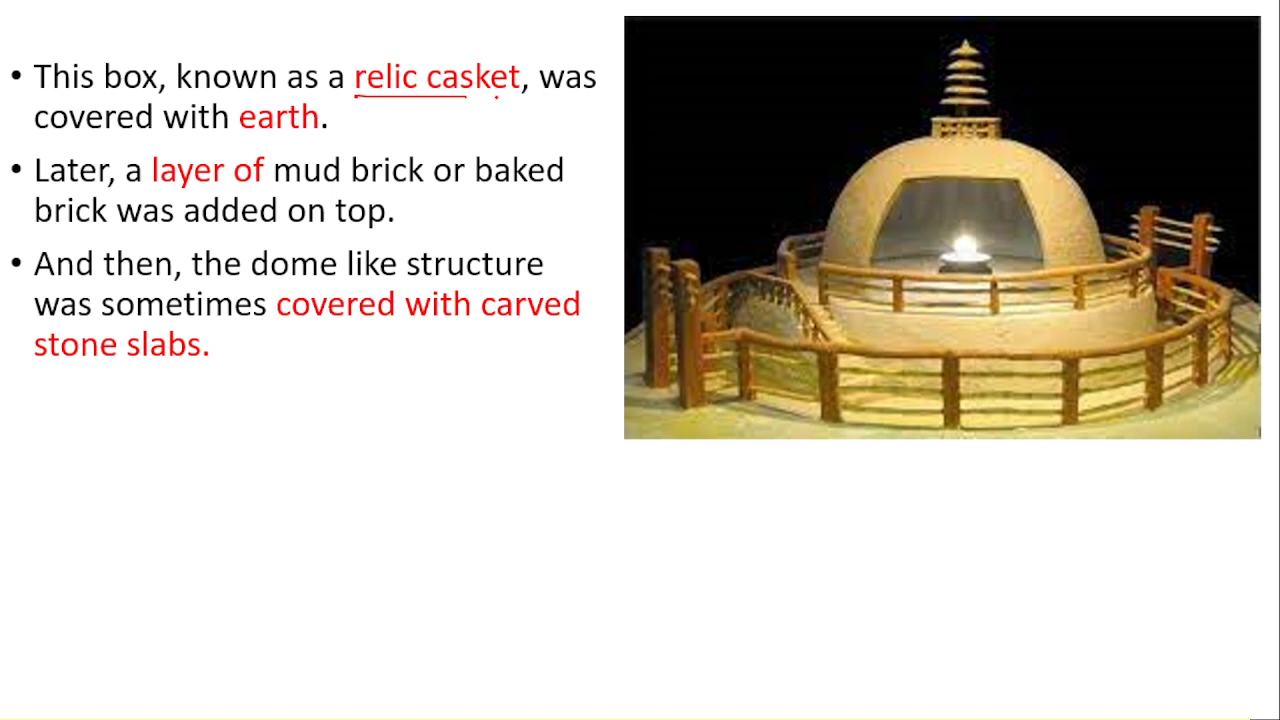 • This box, known as a relic casket, was
covered with earth.
• Later, a layer of mud brick or baked
brick was added on top.
• And then, the dome like structure
was sometimes covered with carved
stone slabs.